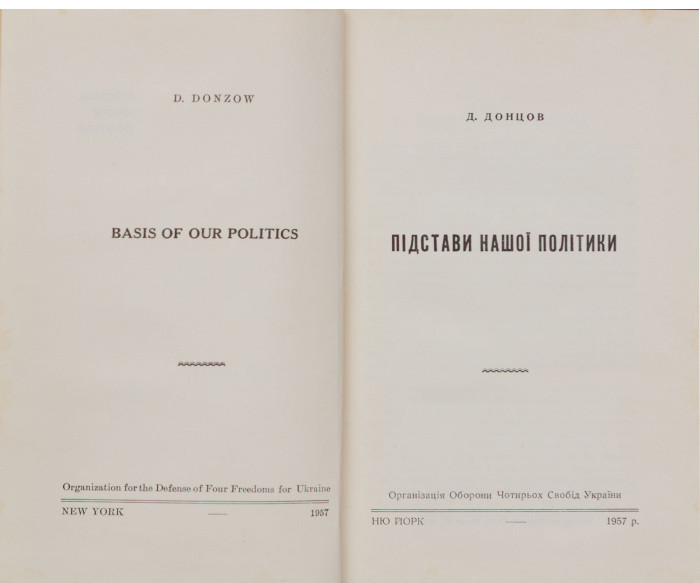 D. DONZOW
BASIS OF OUR POLITICS
Organization for the Defense of Four Freedoms for Ukraine
NEW YORK — 1957
Д. ДОНЦОВ
ПІДСТАВИ НАШОЇ ПОЛІТИКИ
Організація Оборони Чотирьох Свобід України
НЮ ЙОРК — 1957 р.